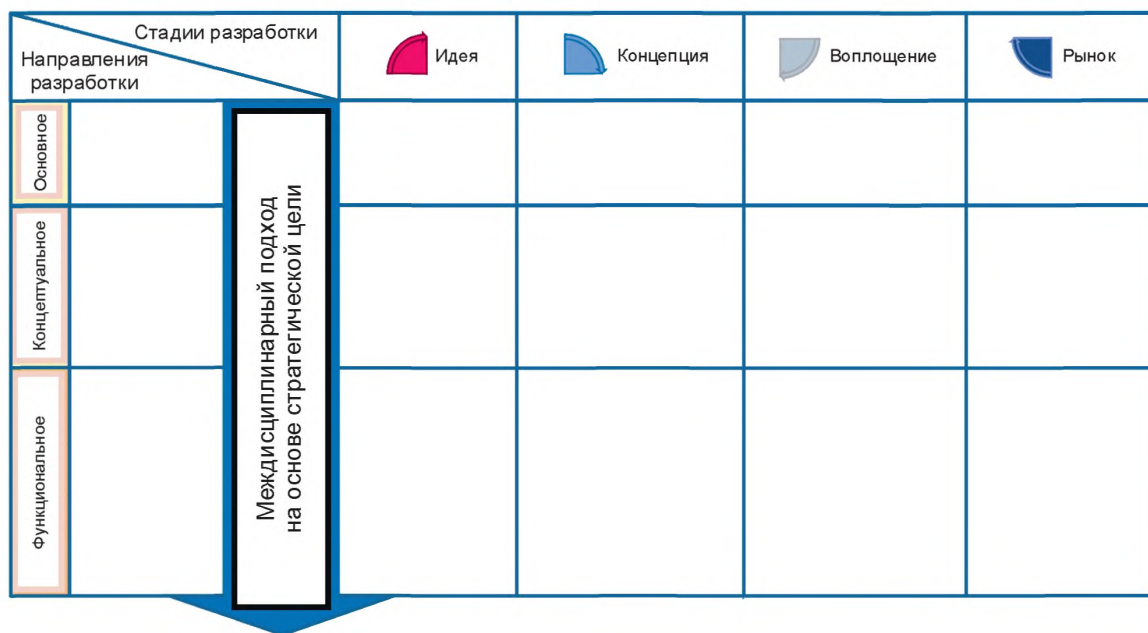 Стадии разработки
Направления
разработки
Идея
Концепция
Воплощение
Рынок
Основное
Концептуальное
Функциональное
Междисциплинарный подход
на основе стратегической цели